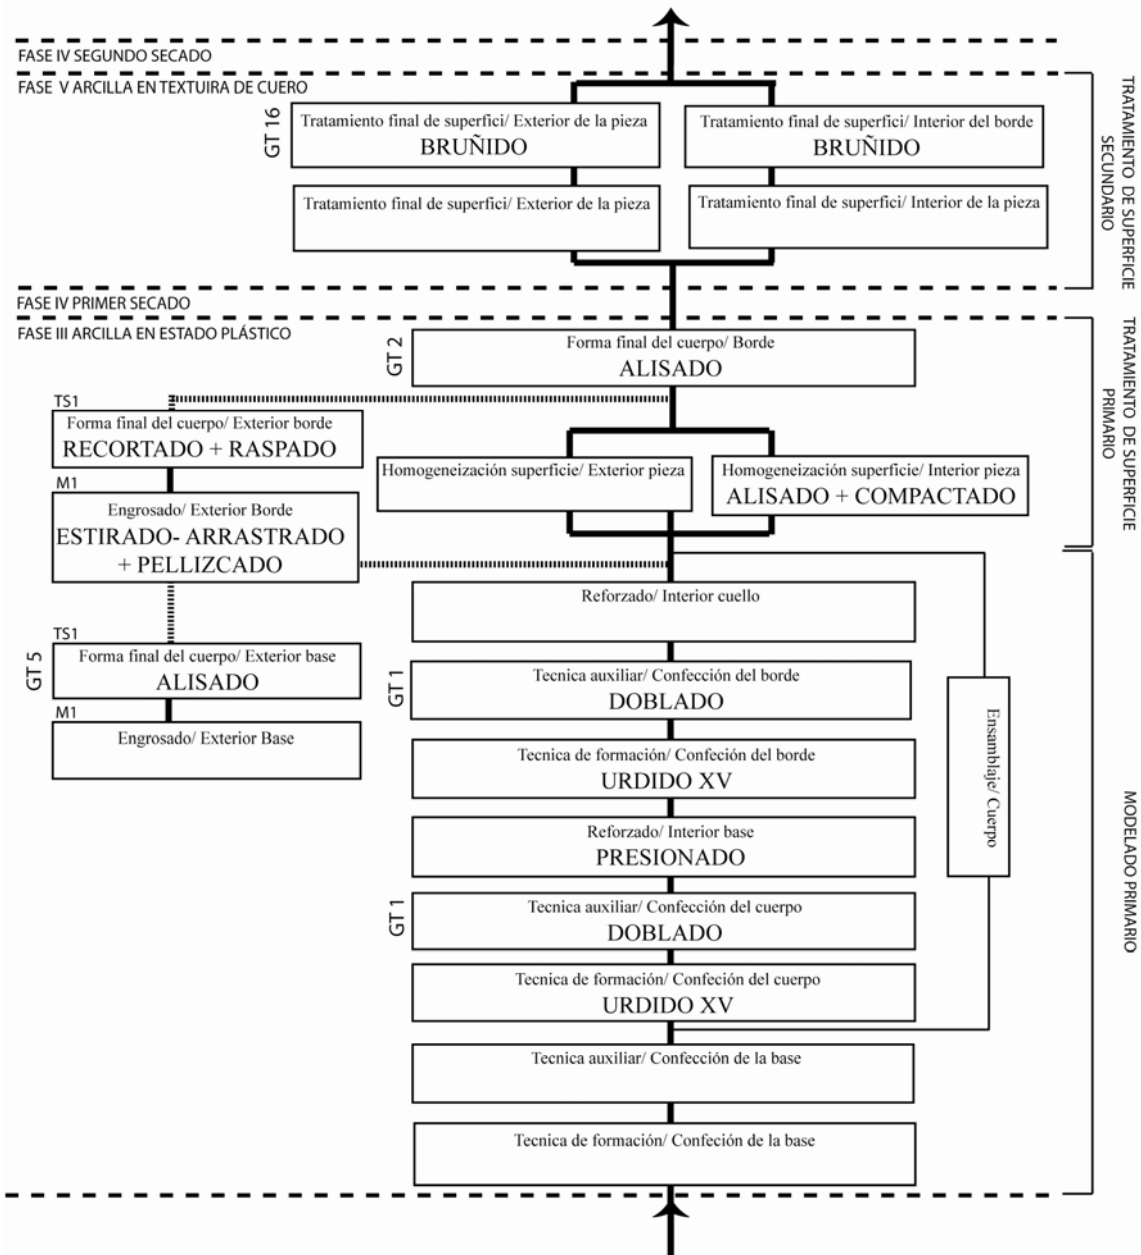 FASE IV SEGUNDO SECADO
FASE V ARCILLA EN TEXTUIRA DE CUERO
GT 16
Tratamiento final de superfici/ Exterior de la pieza
BRUÑIDO
Tratamiento final de superfici/ Interior del borde
BRUÑIDO
Tratamiento final de superfici/ Exterior de la pieza
Tratamiento final de superfici/ Interior de la pieza
TRATAMIENTO DE SUPERFICIE
SECUNDARIO
FASE IV PRIMER SECADO
FASE III ARCILLA EN ESTADO PLÁSTICO
GT 2
Forma final del cuerpo/ Borde
ALISADO
TS1
Forma final del cuerpo/ Exterior borde
RECORTADO + RASPADO
Homogeneización superficie/ Exterior pieza
Homogeneización superficie/ Interior pieza
ALISADO + COMPACTADO
TRATAMIENTO DE SUPERFICIE
PRIMARIO
M1
Engrosado/ Exterior Borde
ESTIRADO- ARRASTRADO
+ PELLIZCADO
Reforzado/ Interior cuello
TS1
GT 5
Forma final del cuerpo/ Exterior base
ALISADO
M1
Engrosado/ Exterior Base
GT 1
Tecnica auxiliar/ Confección del borde
DOBLADO
Tecnica de formación/ Confeción del borde
URDIDO XV
Reforzado/ Interior base
PRESIONADO
GT 1
Tecnica auxiliar/ Confección del cuerpo
DOBLADO
Tecnica de formación/ Confeción del cuerpo
URDIDO XV
Ensamblaje/ Cuerpo
MODELADO PRIMARIO
Tecnica auxiliar/ Confección de la base
Tecnica de formación/ Confeción de la base